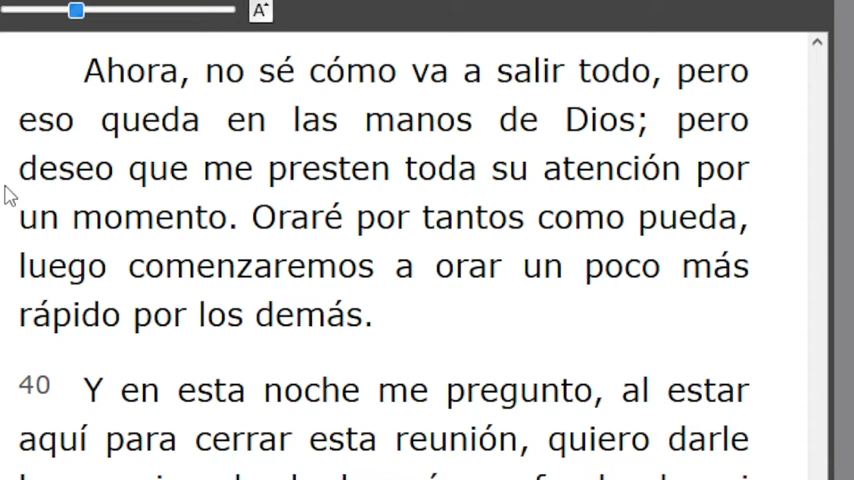 A
Ahora, no sé cómo va a salir todo, pero
eso queda en las manos de Dios; pero
deseo que me presten toda su atención por
un momento. Oraré por tantos como pueda,
luego comenzaremos a orar un poco más
rápido por los demás.
40 Y en esta noche me pregunto, al estar
aquí para cerrar esta reunión, quiero darle